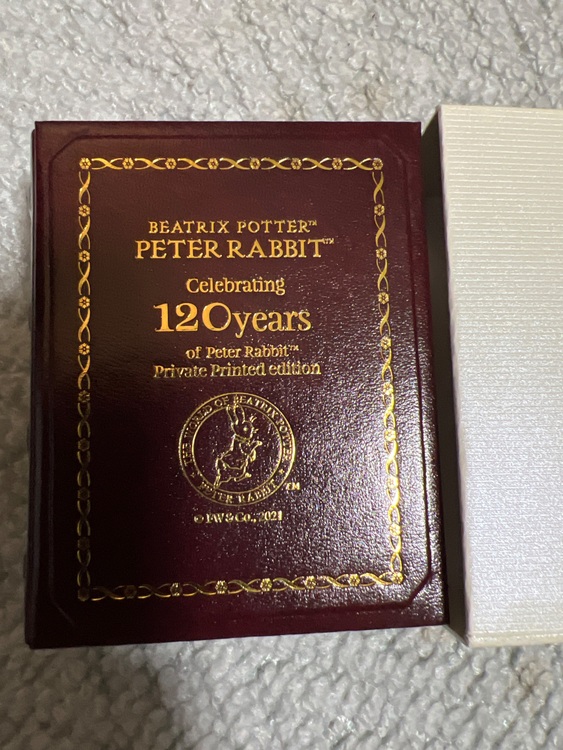 BEATRIX POTTER™
PETER RABBIT™
Celebrating
120years
of Peter Rabbit™
Private Printed edition
THE WORLD OF BEATRIX POTTER
PETER RABBIT
TM
© F.W.& Co., 2021